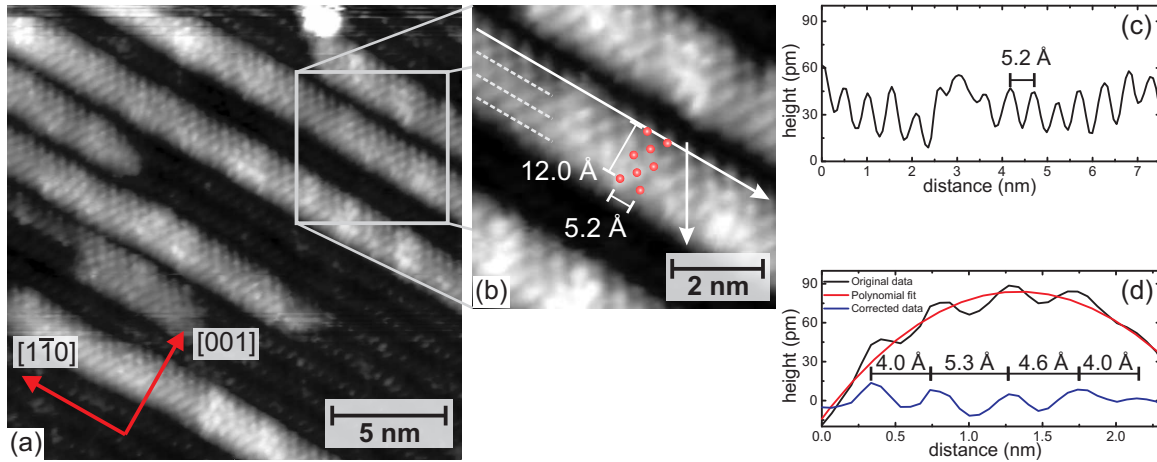 (a)
[11̅0]
[001]
5 nm
(b)
12.0 Å
5.2 Å
2 nm
(c)
height (pm)
90
60
30
0
5.2 Å
0 1 2 3 4 5 6 7
distance (nm)
(d)
height (pm)
90
60
30
0
Original data
Polynomial fit
Corrected data
4.0 Å 5.3 Å 4.6 Å 4.0 Å
0.0 0.5 1.0 1.5 2.0
distance (nm)